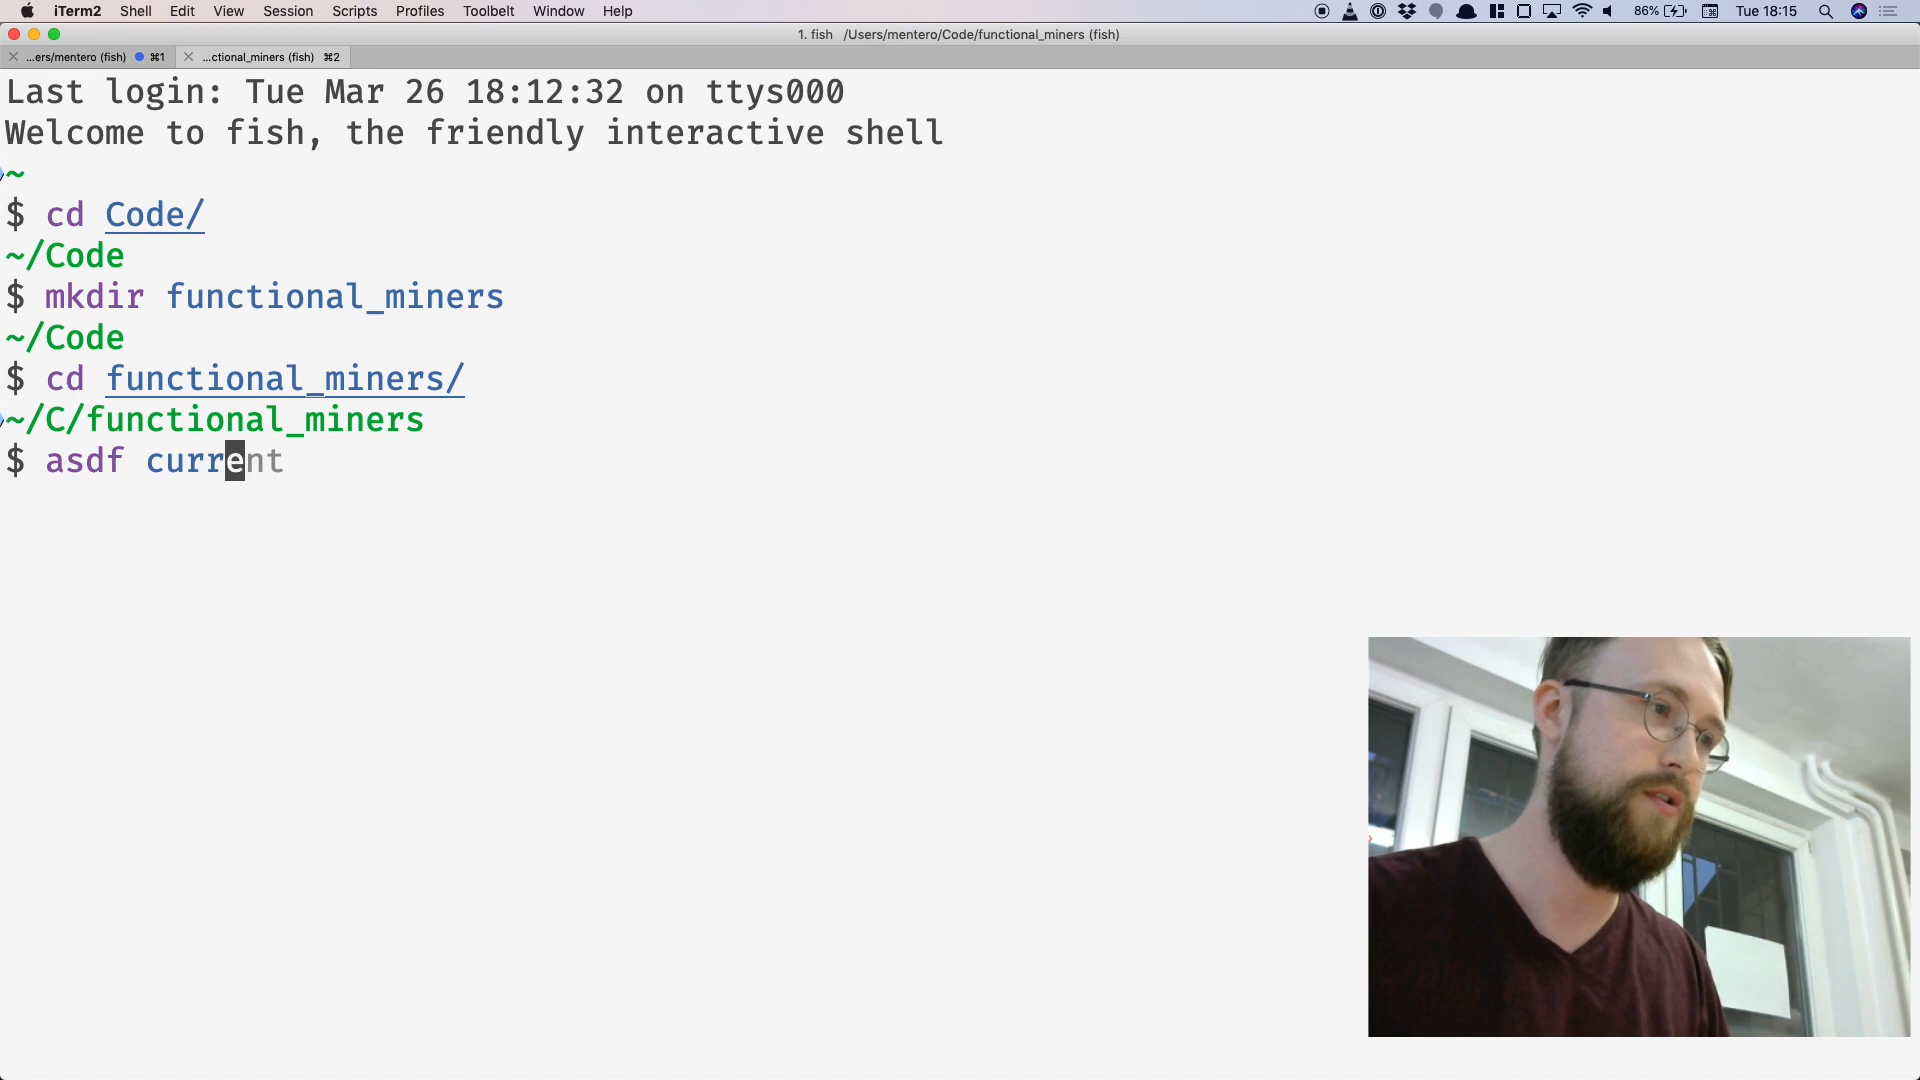 iTerm2 Shell Edit View Session Scripts Profiles Toolbelt Window Help 86% Tue 18:15
1. fish /Users/mentero/Code/functional_miners (fish)
...ers/mentero (fish) ⌘1 ...ctional_miners (fish) ⌘2
Last login: Tue Mar 26 18:12:32 on ttys000
Welcome to fish, the friendly interactive shell
~
$ cd Code/
~/Code
$ mkdir functional_miners
~/Code
$ cd functional_miners/
~/C/functional_miners
$ asdf current